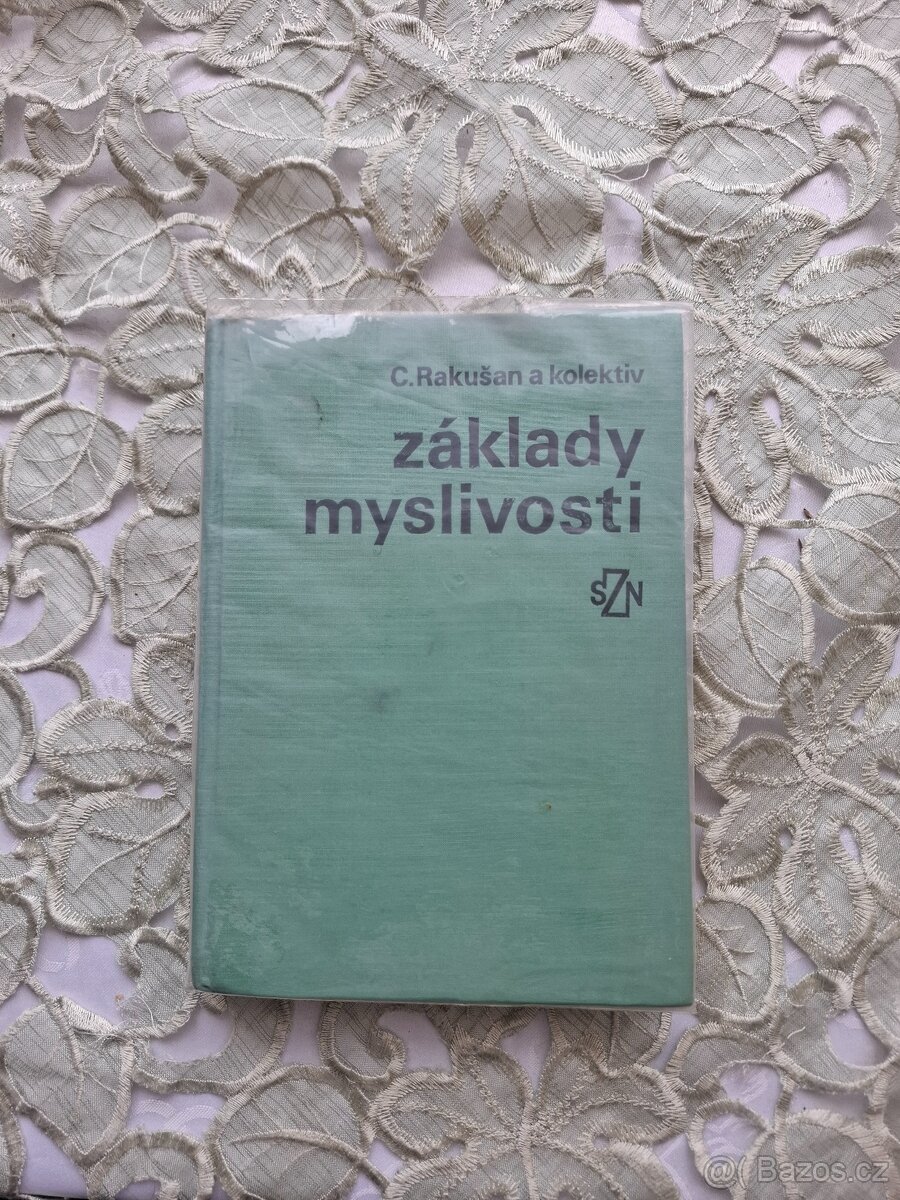 C. Rakušan a kolektiv
základy
myslivosti
SZN
@ Bazos.cz